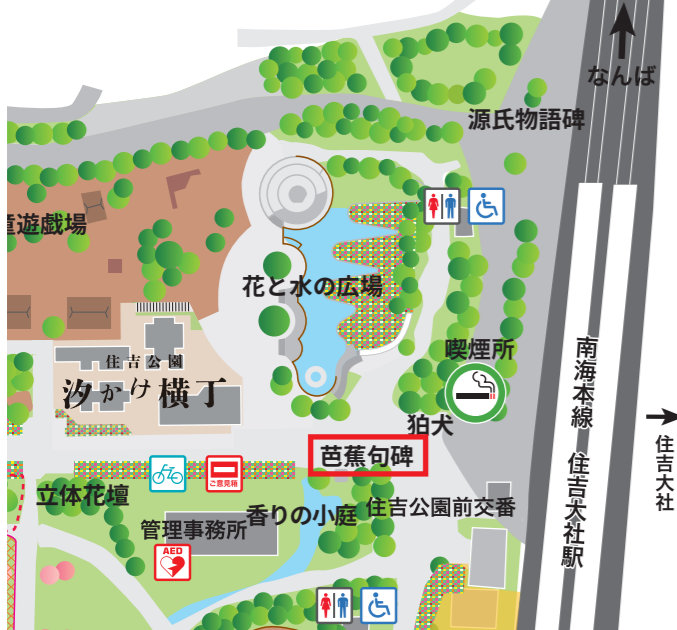 なんば
源氏物語碑
童遊戯場
花と水の広場
喫煙所
住吉公園
汐かけ横丁
狛犬
芭蕉句碑
南海本線 住吉大社駅
住吉大社
ご意見箱
立体花壇
管理事務所
香りの小庭
住吉公園前交番
AED